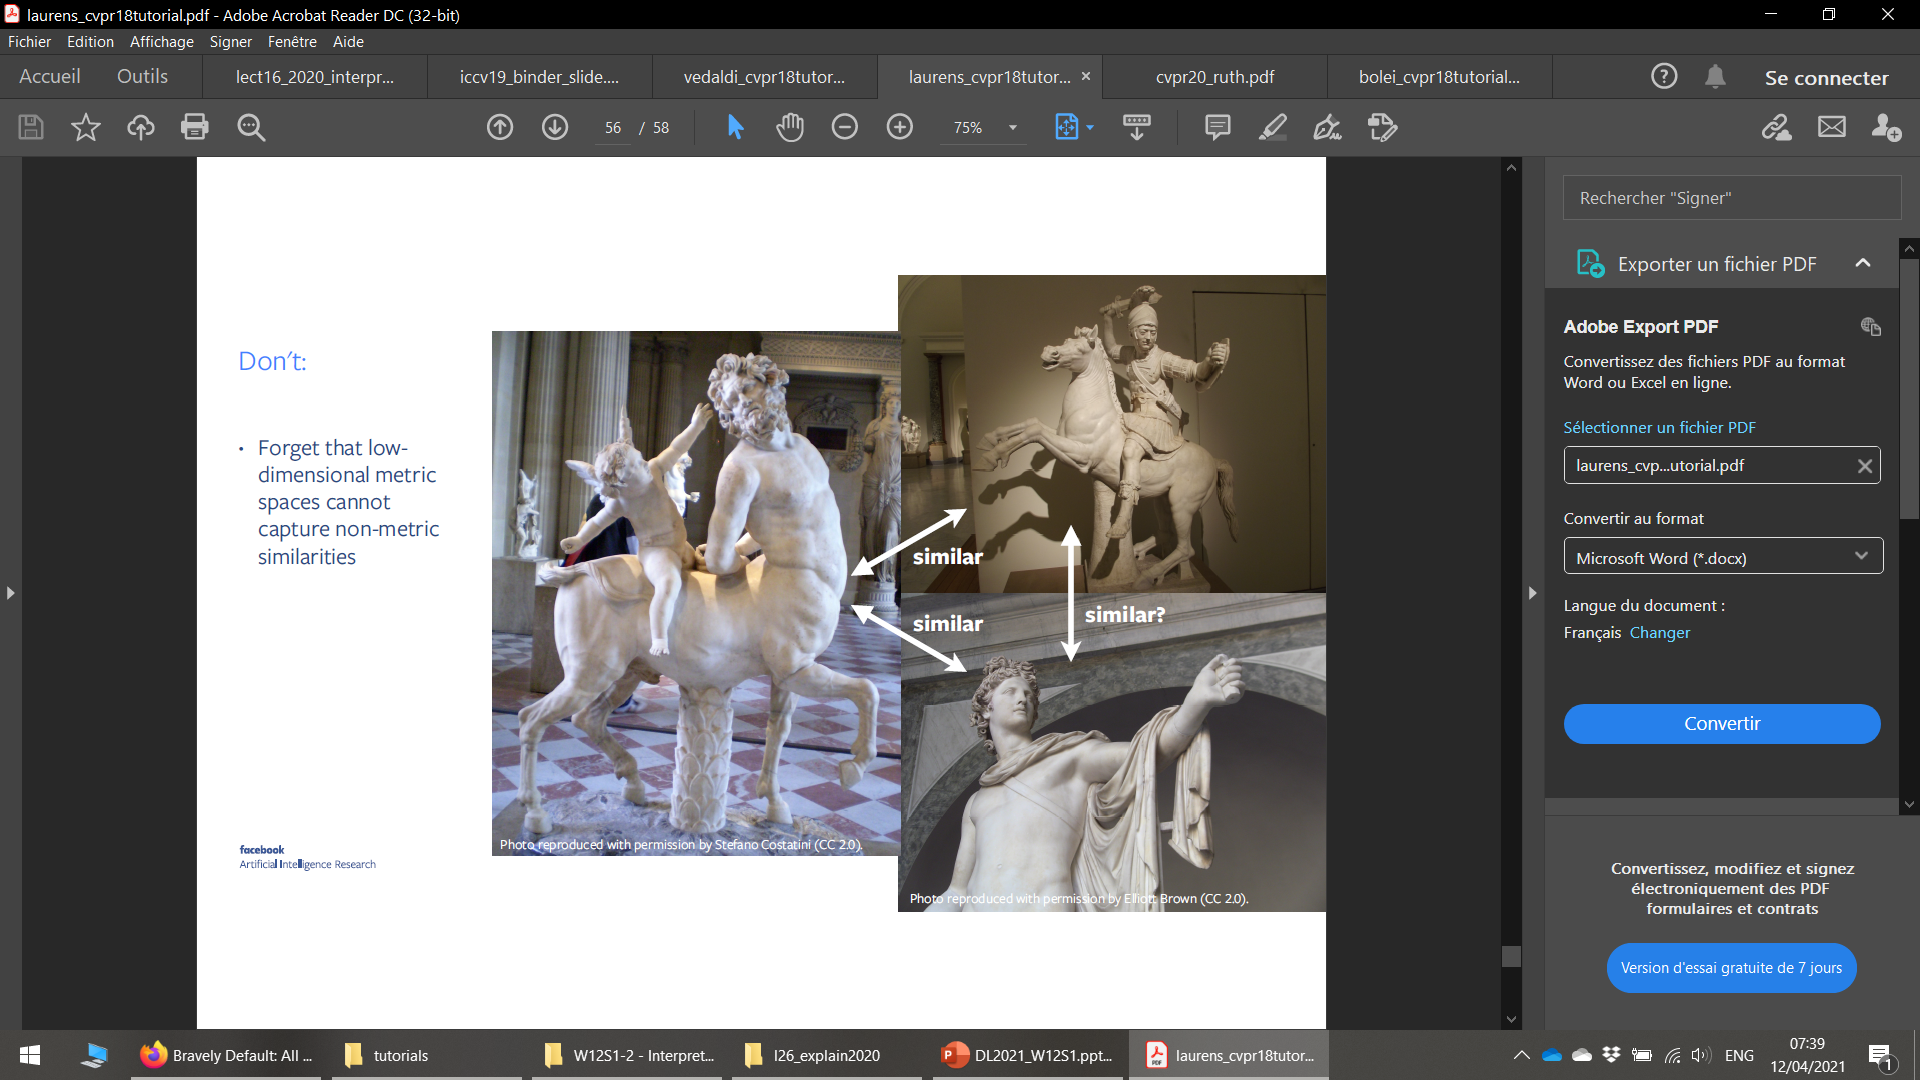 laurens_cvpr18tutorial.pdf - Adobe Acrobat Reader DC (32-bit)
Fichier Edition Affichage Signer Fenêtre Aide
Accueil Outils lect16_2020_interpr... iccv19_binder_slide.... vedaldi_cvpr18tutor... laurens_cvpr18tutor... cvpr20_ruth.pdf bolei_cvpr18tutorial... Se connecter
56 / 58 75%
Don't:
• Forget that low-
dimensional metric
spaces cannot
capture non-metric
similarities
similar
similar
similar?
Photo reproduced with permission by Stefano Costatini (CC 2.0).
Photo reproduced with permission by Elliott Brown (CC 2.0).
facebook
Artificial Intelligence Research
Rechercher "Signer"
Exporter un fichier PDF
Adobe Export PDF
Convertissez des fichiers PDF au format
Word ou Excel en ligne.
Sélectionner un fichier PDF
laurens_cvp...utorial.pdf
Convertir au format
Microsoft Word (*.docx)
Langue du document :
Français Changer
Convertir
Convertissez, modifiez et signez
électroniquement des PDF
formulaires et contrats
Version d'essai gratuite de 7 jours
Bravely Default: All ... tutorials W12S1-2 - Interpret... l26_explain2020 DL2021_W12S1.ppt... laurens_cvpr18tutor... ENG
07:39
12/04/2021
1